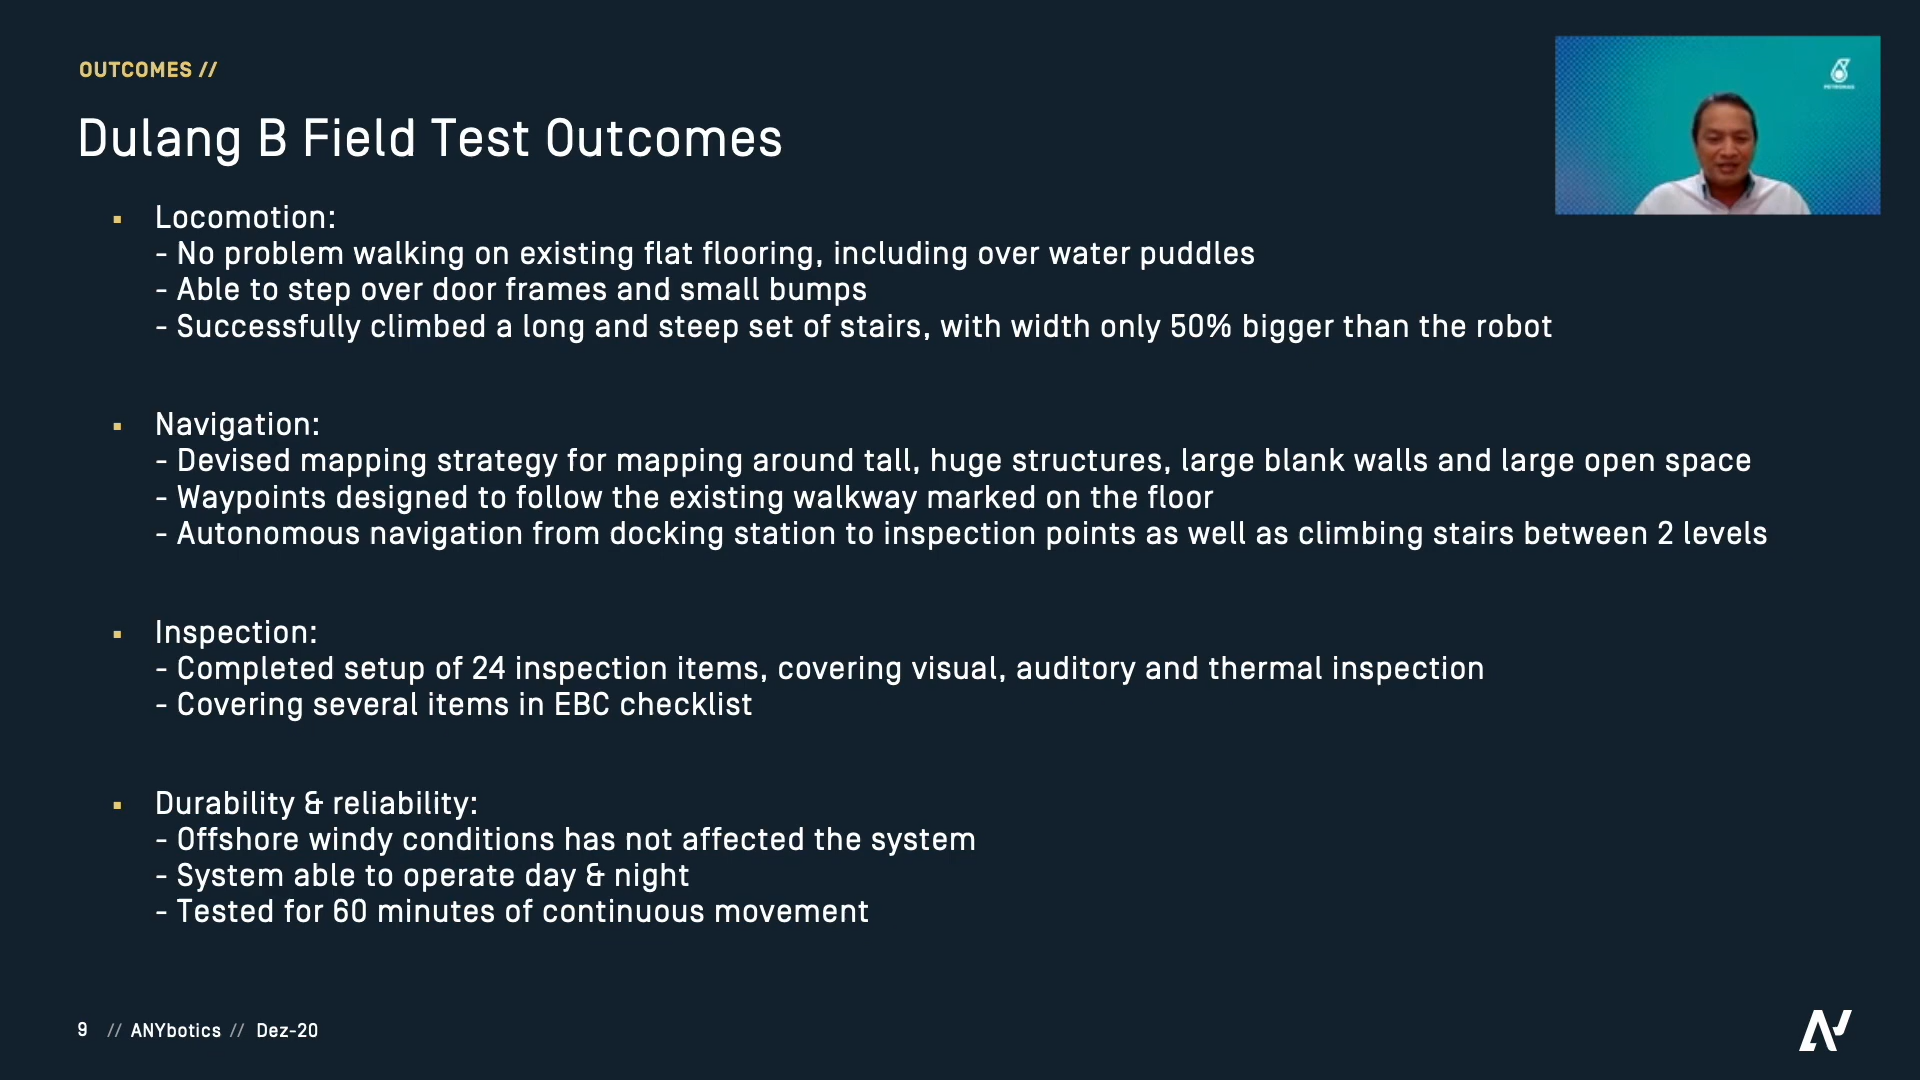 OUTCOMES //
Dulang B Field Test Outcomes
PETRONAS
▪ Locomotion:
- No problem walking on existing flat flooring, including over water puddles
- Able to step over door frames and small bumps
- Successfully climbed a long and steep set of stairs, with width only 50% bigger than the robot
▪ Navigation:
- Devised mapping strategy for mapping around tall, huge structures, large blank walls and large open space
- Waypoints designed to follow the existing walkway marked on the floor
- Autonomous navigation from docking station to inspection points as well as climbing stairs between 2 levels
▪ Inspection:
- Completed setup of 24 inspection items, covering visual, auditory and thermal inspection
- Covering several items in EBC checklist
▪ Durability & reliability:
- Offshore windy conditions has not affected the system
- System able to operate day & night
- Tested for 60 minutes of continuous movement
9 // ANYbotics // Dez-20